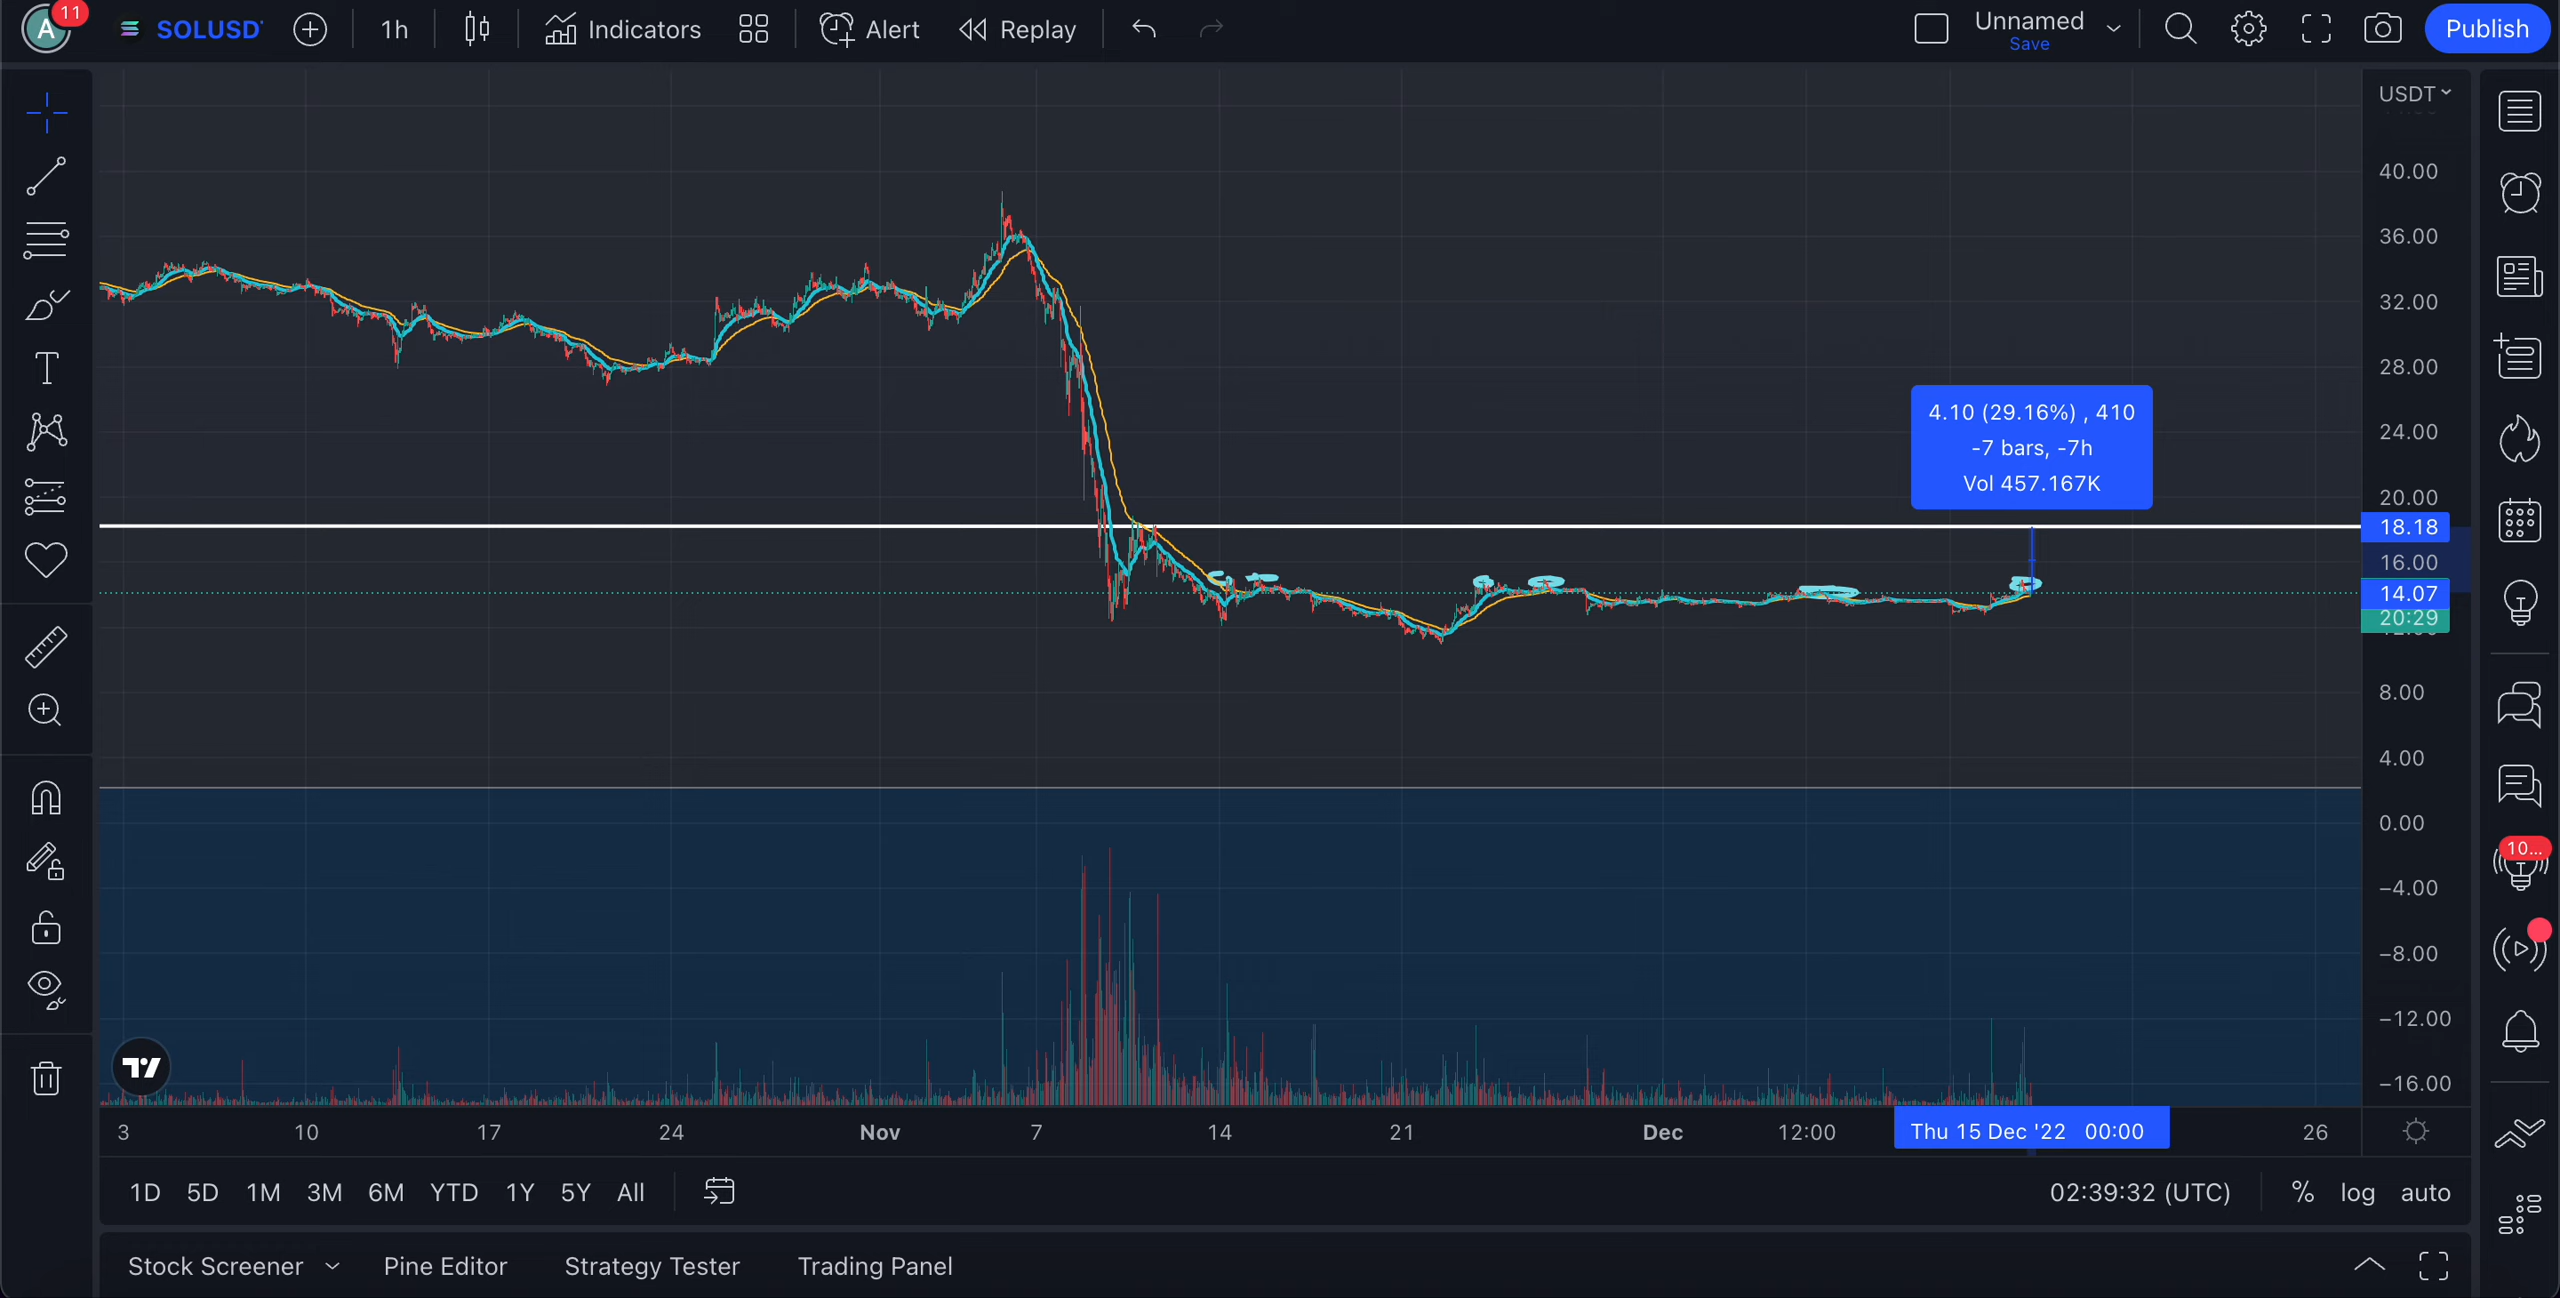 A
11
SOLUSD
1h
Indicators
Alert
Replay
Unnamed
Save
Publish
USDT
40.00
36.00
32.00
28.00
24.00
20.00
18.18
16.00
14.07
20:29
8.00
4.00
0.00
−4.00
−8.00
−12.00
−16.00
4.10 (29.16%) , 410
-7 bars, -7h
Vol 457.167K
10...
3
10
17
24
Nov
7
14
21
Dec
12:00
Thu 15 Dec '22 00:00
26
1D
5D
1M
3M
6M
YTD
1Y
5Y
All
02:39:32 (UTC)
%
log
auto
Stock Screener
Pine Editor
Strategy Tester
Trading Panel